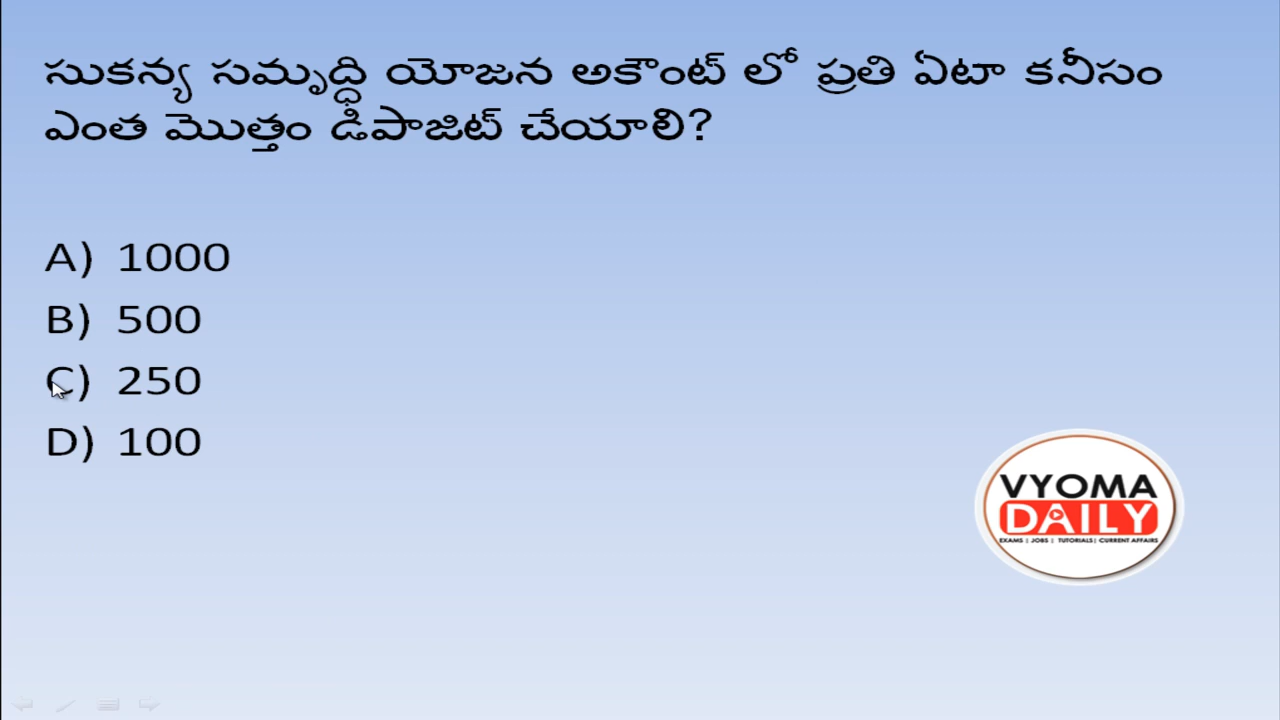 సుకన్య సమృద్ధి యోజన అకౌంట్ లో ప్రతి ఏటా కనీసం
ఎంత మొత్తం డిపాజిట్ చేయాలి?
A) 1000
B) 500
C) 250
D) 100
VYOMA
DAILY
EXAMS | JOBS | TUTORIALS| CURRENT AFFAIRS